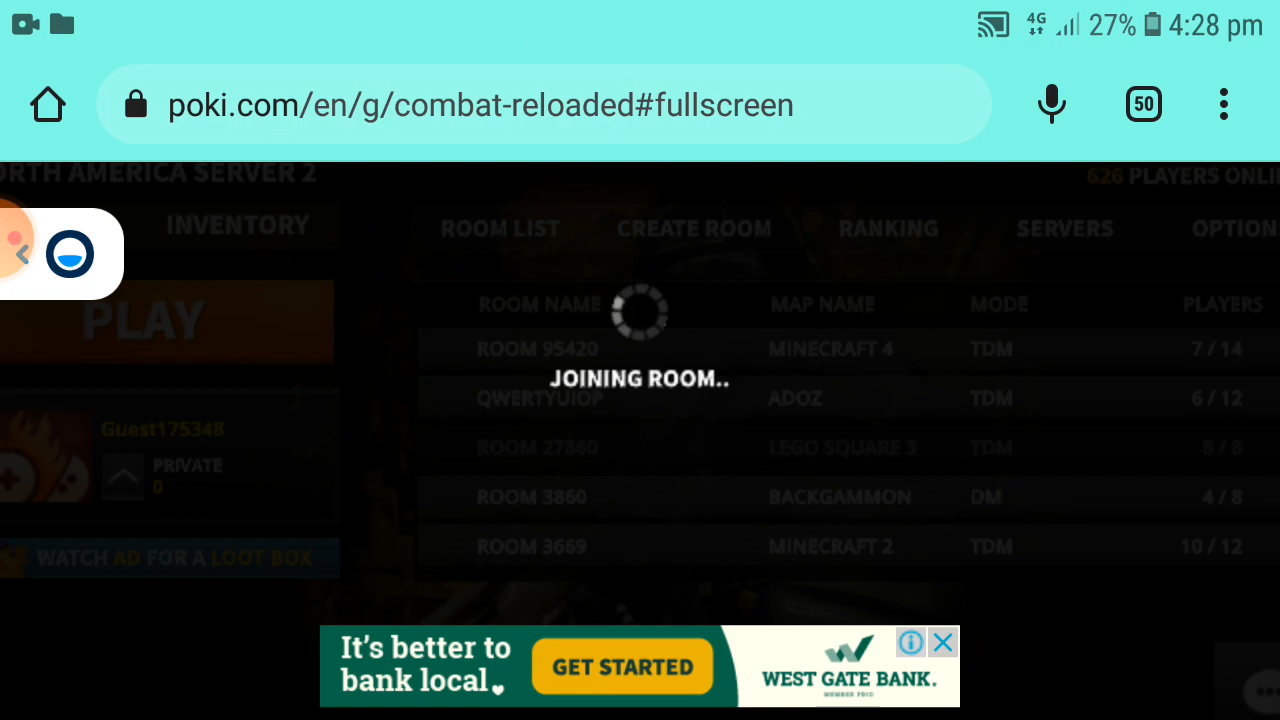 4G 27% 4:28 pm
poki.com/en/g/combat-reloaded#fullscreen 50
ORTH AMERICA SERVER 2 626 PLAYERS ONLI
INVENTORY ROOM LIST CREATE ROOM RANKING SERVERS OPTION
PLAY
ROOM NAME MAP NAME MODE PLAYERS
ROOM 95420 MINECRAFT 4 TDM 7 / 14
JOINING ROOM..
QWERTYUIOP ADOZ TDM 6 / 12
Guest175348
ROOM 27860 LEGO SQUARE 3 TDM 8 / 8
PRIVATE
0
ROOM 3860 BACKGAMMON DM 4 / 8
ROOM 3669 MINECRAFT 2 TDM 10 / 12
WATCH AD FOR A LOOT BOX
It's better to
bank local
GET STARTED
WEST GATE BANK.
MEMBER FDIC